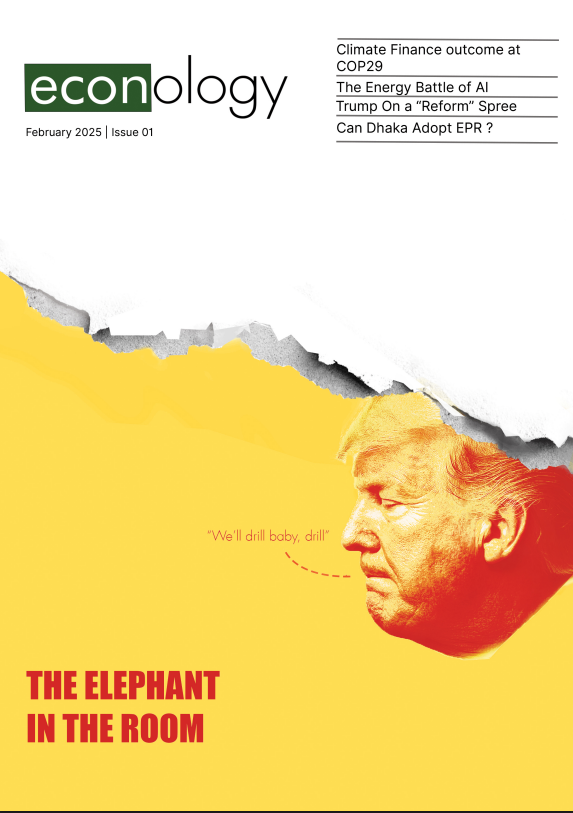 econology
February 2025 | Issue 01
Climate Finance outcome at
COP29
The Energy Battle of AI
Trump On a “Reform” Spree
Can Dhaka Adopt EPR ?
“We’ll drill baby, drill”
THE ELEPHANT
IN THE ROOM